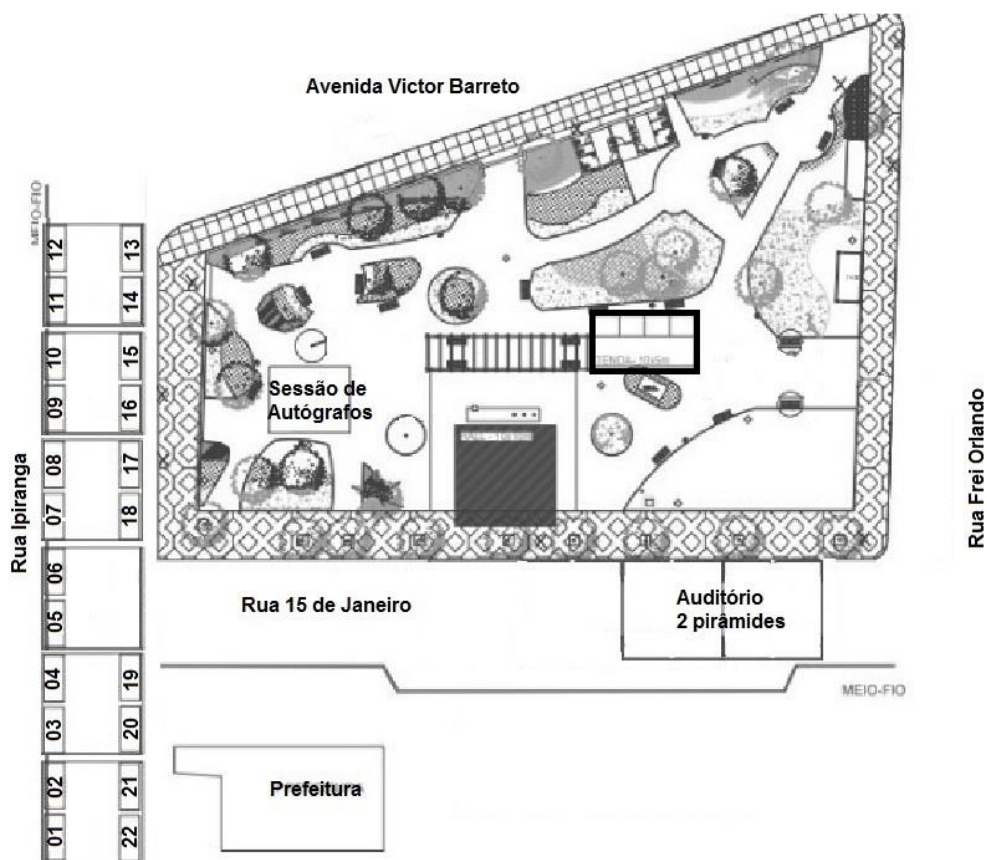 Avenida Victor Barreto
MEIO-FIO
12
13
11
14
10
15
09
16
08
17
07
18
06
05
04
19
03
20
02
21
01
22
Rua Ipiranga
Sessão de
Autógrafos
TENDA- 10x5m
Rua Frei Orlando
Rua 15 de Janeiro
Auditório
2 pirâmides
MEIO-FIO
Prefeitura